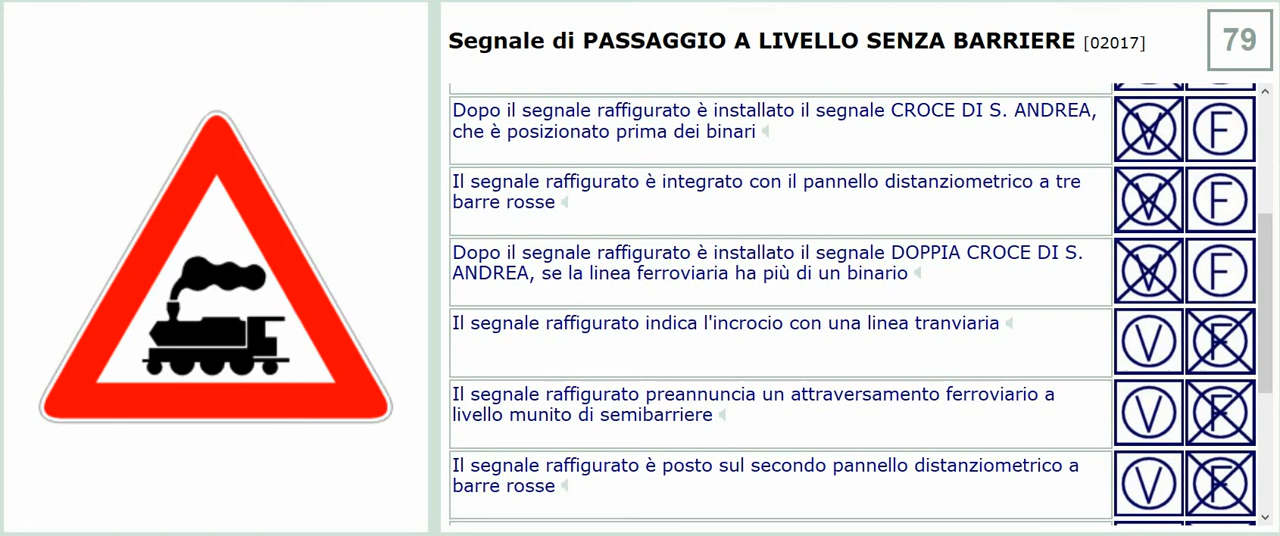 Segnale di PASSAGGIO A LIVELLO SENZA BARRIERE [02017]
79
Dopo il segnale raffigurato è installato il segnale CROCE DI S. ANDREA,
che è posizionato prima dei binari
V F
Il segnale raffigurato è integrato con il pannello distanziometrico a tre
barre rosse
V F
Dopo il segnale raffigurato è installato il segnale DOPPIA CROCE DI S.
ANDREA, se la linea ferroviaria ha più di un binario
V F
Il segnale raffigurato indica l'incrocio con una linea tranviaria
V F
Il segnale raffigurato preannuncia un attraversamento ferroviario a
livello munito di semibarriere
V F
Il segnale raffigurato è posto sul secondo pannello distanziometrico a
barre rosse
V F